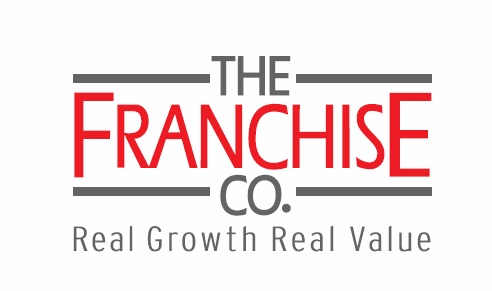 THE
FRANCHISE
CO.
Real Growth Real Value